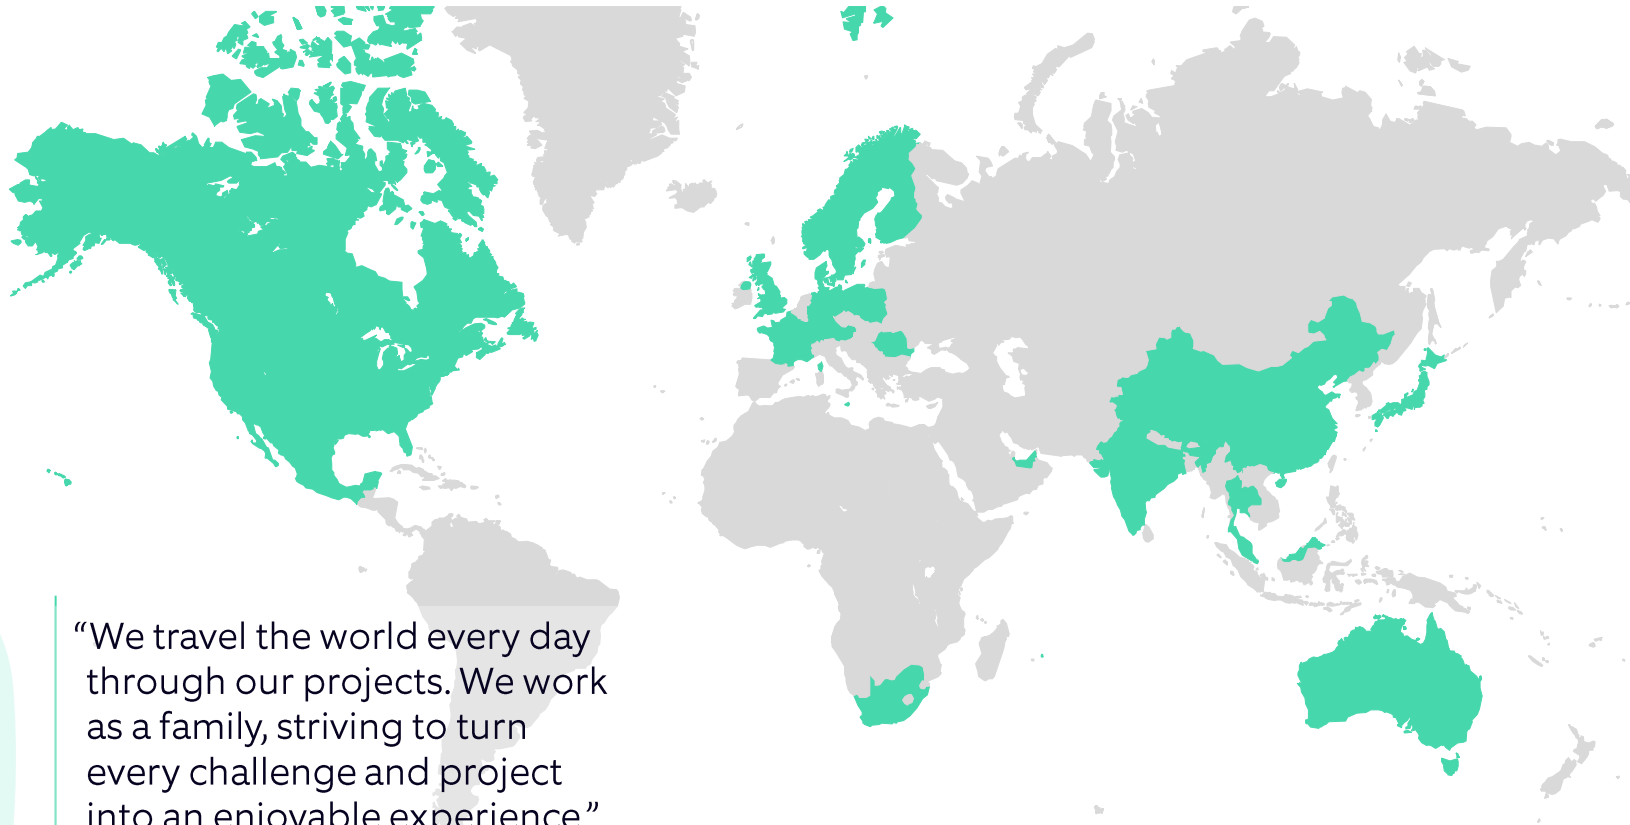 “We travel the world every day
through our projects. We work
as a family, striving to turn
every challenge and project
into an enjoyable experience”